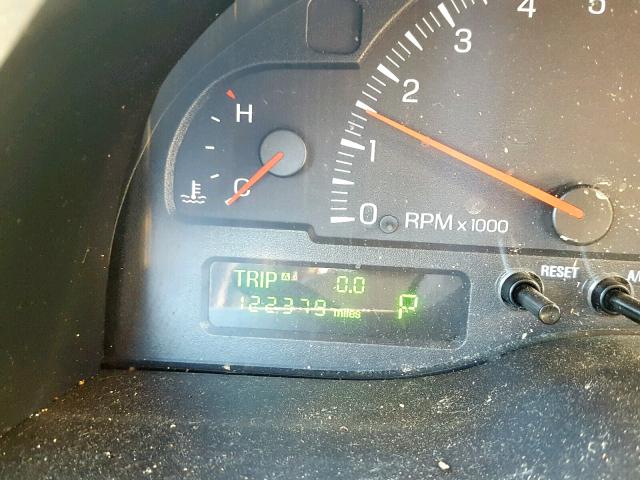 4 5
3
H 2
1
C
0 RPM x 1000
RESET A/
TRIP A 0.0
122379 miles P